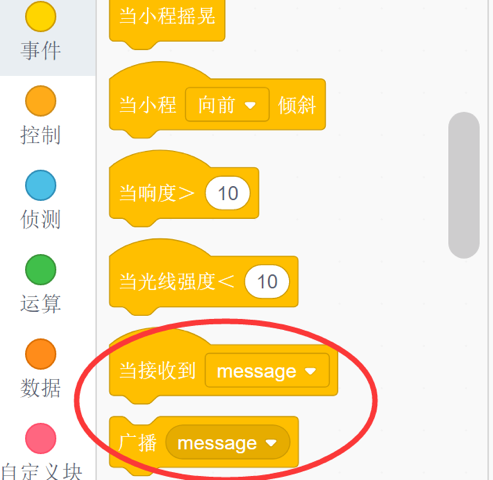 当小程摇晃
事件
当小程 向前 倾斜
控制
当响度＞ 10
侦测
当光线强度＜ 10
运算
当接收到 message
数据
广播 message
自定义块